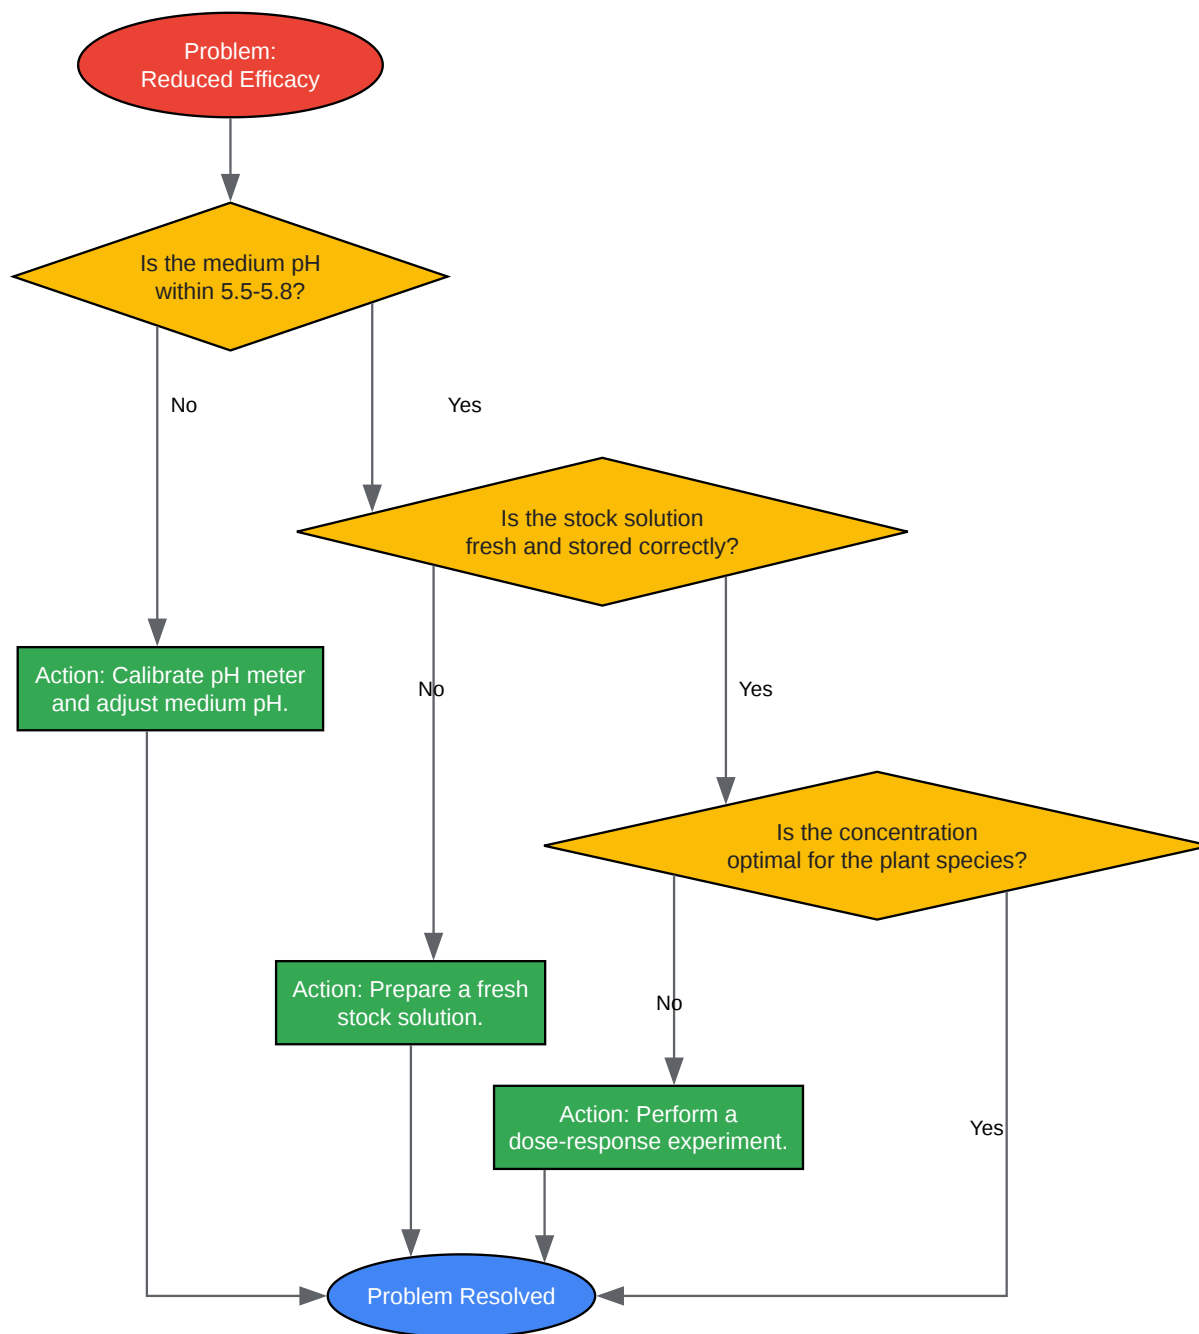 Problem:
Reduced Efficacy
Is the medium pH
within 5.5-5.8?
No
Yes
Is the stock solution
fresh and stored correctly?
Action: Calibrate pH meter
and adjust medium pH.
No
Yes
Is the concentration
optimal for the plant species?
Action: Prepare a fresh
stock solution.
No
Action: Perform a
dose-response experiment.
Yes
Problem Resolved